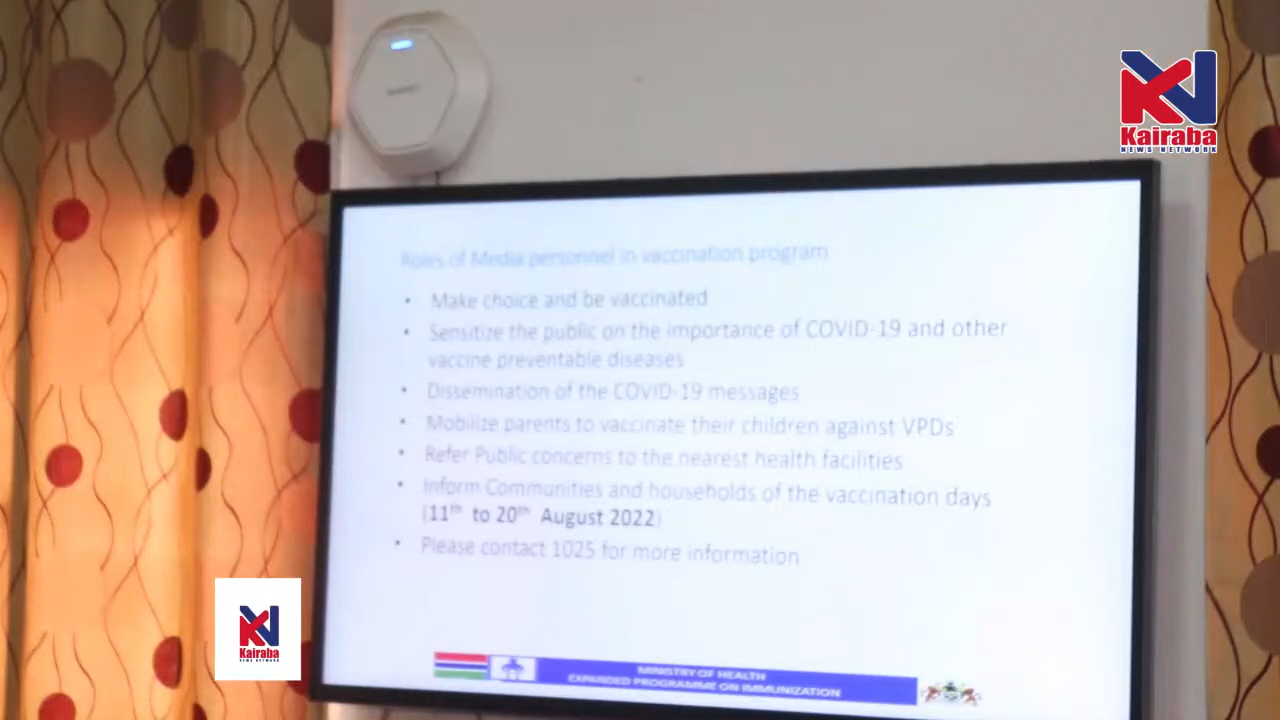 Kairaba
NEWS NETWORK
Roles of Media personnel in vaccination program
• Make choice and be vaccinated
• Sensitize the public on the importance of COVID-19 and other
vaccine preventable diseases
• Dissemination of the COVID-19 messages
• Mobilize parents to vaccinate their children against VPDs
• Refer Public concerns to the nearest health facilities
• Inform Communities and households of the vaccination days
(11th to 20th August 2022)
• Please contact 1025 for more information
Kairaba
NEWS NETWORK
MINISTRY OF HEALTH
EXPANDED PROGRAMME ON IMMUNIZATION